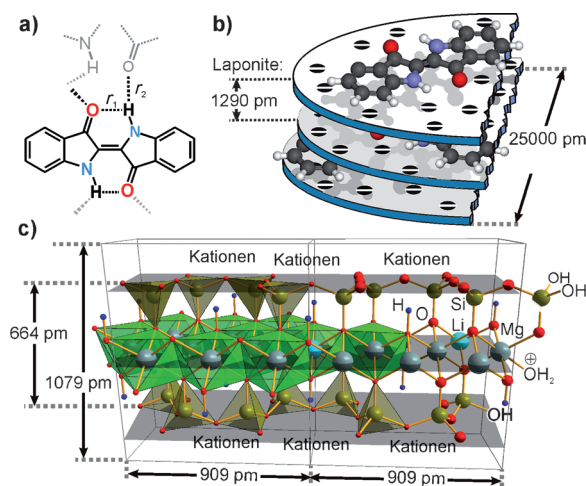 a)
N
H
O
r₁
r₂
O
H
N
N
H
O
b)
Laponite:
1290 pm
25000 pm
c)
Kationen
Kationen
Kationen
OH
OH
664 pm
1079 pm
H
O
Si
Li
Mg
⊕
OH₂
OH
Kationen
Kationen
Kationen
909 pm
909 pm